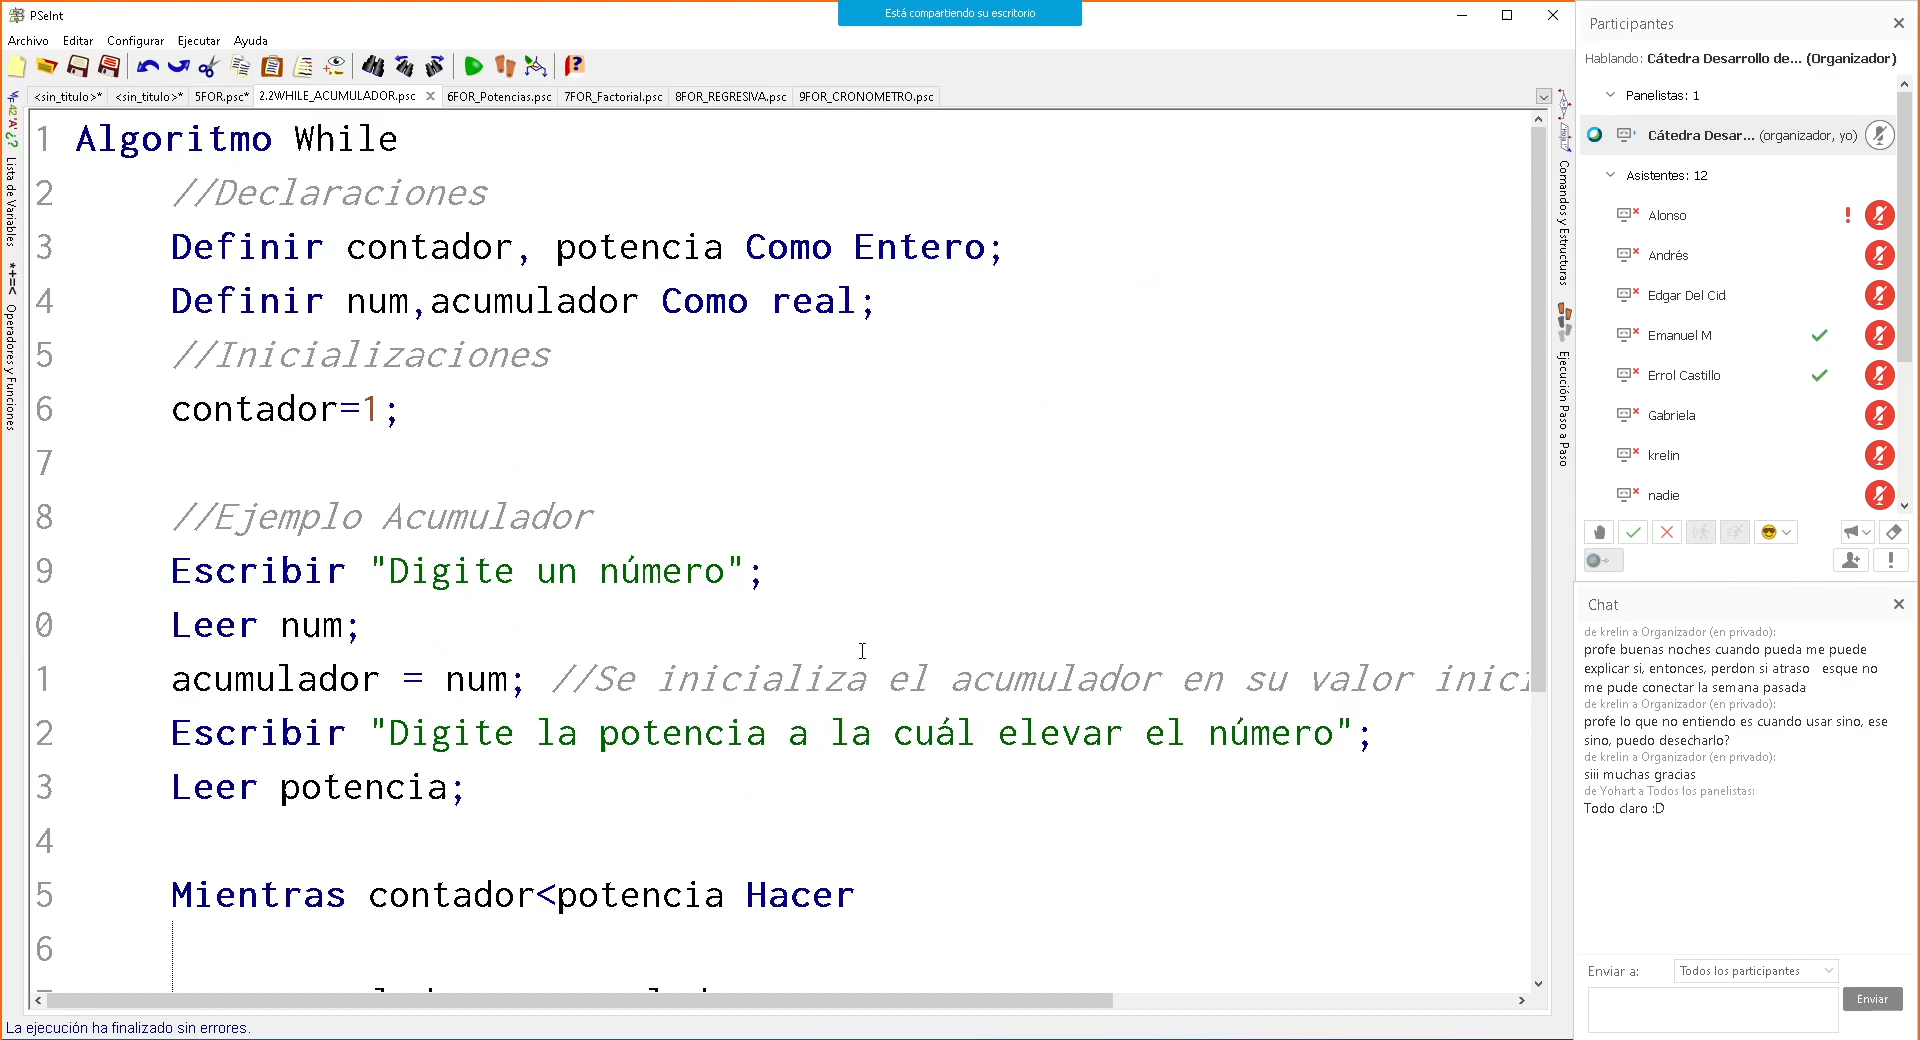 PSeInt
Está compartiendo su escritorio
Archivo Editar Configurar Ejecutar Ayuda
<sin_titulo>* <sin_titulo>* 5FOR.psc* 2.2WHILE_ACUMULADOR.psc 6FOR_Potencias.psc 7FOR_Factorial.psc 8FOR_REGRESIVA.psc 9FOR_CRONOMETRO.psc
Lista de Variables
*+=< Operadores y Funciones
1 Algoritmo While
2 //Declaraciones
3 Definir contador, potencia Como Entero;
4 Definir num,acumulador Como real;
5 //Inicializaciones
6 contador=1;
7
8 //Ejemplo Acumulador
9 Escribir "Digite un número";
0 Leer num;
1 acumulador = num; //Se inicializa el acumulador en su valor inici
2 Escribir "Digite la potencia a la cuál elevar el número";
3 Leer potencia;
4
5 Mientras contador<potencia Hacer
6
Comandos y Estructuras
Ejecución Paso a Paso
La ejecución ha finalizado sin errores.
Participantes
Hablando: Cátedra Desarrollo de... (Organizador)
Panelistas: 1
Cátedra Desar... (organizador, yo)
Asistentes: 12
Alonso
Andrés
Edgar Del Cid
Emanuel M
Errol Castillo
Gabriela
krelin
nadie
Chat
de krelin a Organizador (en privado):
profe buenas noches cuando pueda me puede
explicar si, entonces, perdon si atraso esque no
me pude conectar la semana pasada
de krelin a Organizador (en privado):
profe lo que no entiendo es cuando usar sino, ese
sino, puedo desecharlo?
de krelin a Organizador (en privado):
siii muchas gracias
de Yohart a Todos los panelistas:
Todo claro :D
Enviar a: Todos los participantes
Enviar